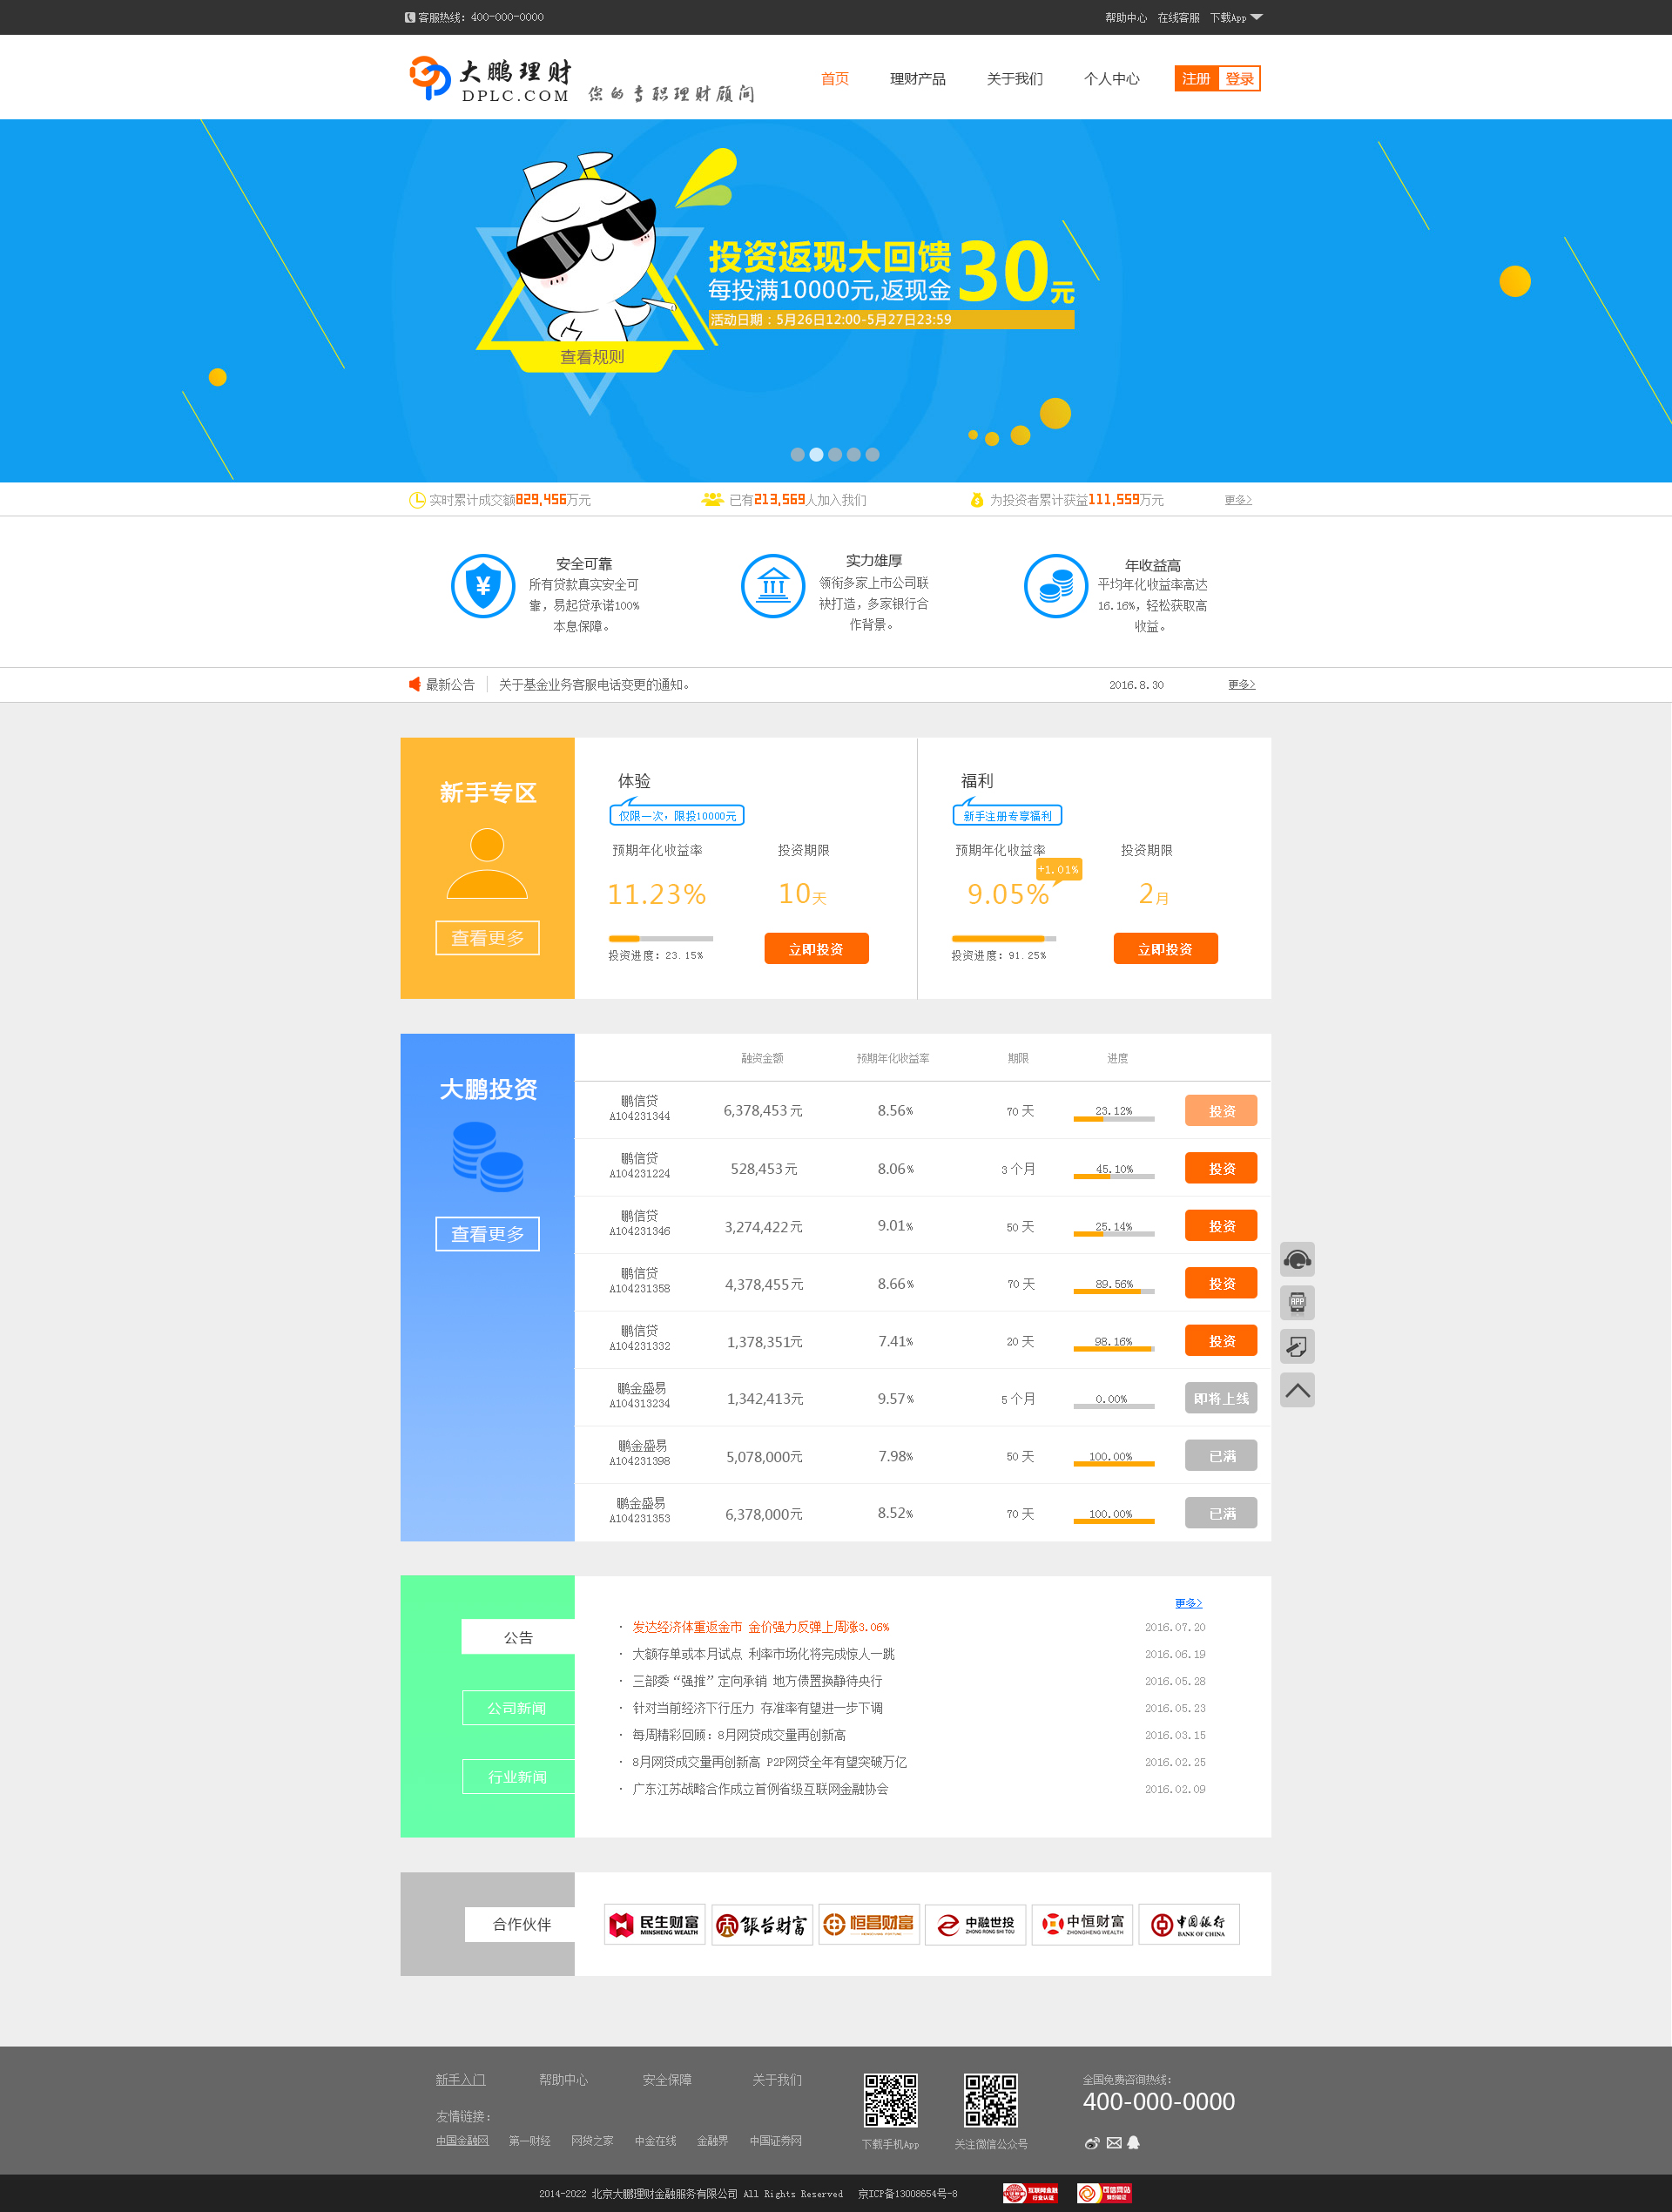 客服热线：400-000-0000
帮助中心 在线客服 下载App
大鹏理财
DPLC.COM
您的专职理财顾问
首页 理财产品 关于我们 个人中心 注册 登录
投资返现大回馈30元
每投满10000元,返现金
活动日期：5月26日12:00-5月27日23:59
查看规则
实时累计成交额829,456万元 已有213,569人加入我们 为投资者累计获益111,559万元 更多>
安全可靠
所有贷款真实安全可
靠，易起贷承诺100%
本息保障。
实力雄厚
领衔多家上市公司联
袂打造，多家银行合
作背景。
年收益高
平均年化收益率高达
16.16%，轻松获取高
收益。
最新公告 关于基金业务客服电话变更的通知。 2016.8.30 更多>
新手专区
查看更多
体验
仅限一次，限投10000元
预期年化收益率 投资期限
11.23% 10天
投资进度：23.15% 立即投资
福利
新手注册专享福利
预期年化收益率 投资期限
+1.01%
9.05% 2月
投资进度：91.25% 立即投资
大鹏投资
查看更多
融资金额 预期年化收益率 期限 进度
鹏信贷
A104231344 6,378,453元 8.56% 70天 23.12% 投资
鹏信贷
A104231224 528,453元 8.06% 3个月 45.10% 投资
鹏信贷
A104231346 3,274,422元 9.01% 50天 25.14% 投资
鹏信贷
A104231358 4,378,455元 8.66% 70天 89.56% 投资
鹏信贷
A104231332 1,378,351元 7.41% 20天 98.16% 投资
鹏金盛易
A104313234 1,342,413元 9.57% 5个月 0.00% 即将上线
鹏金盛易
A104231398 5,078,000元 7.98% 50天 100.00% 已满
鹏金盛易
A104231353 6,378,000元 8.52% 70天 100.00% 已满
APP
公告
公司新闻
行业新闻
更多>
· 发达经济体重返金市 金价强力反弹上周涨3.06% 2016.07.20
· 大额存单或本月试点 利率市场化将完成惊人一跳 2016.06.19
· 三部委“强推”定向承销 地方债置换静待央行 2016.05.28
· 针对当前经济下行压力 存准率有望进一步下调 2016.05.23
· 每周精彩回顾：8月网贷成交量再创新高 2016.03.15
· 8月网贷成交量再创新高 P2P网贷全年有望突破万亿 2016.02.25
· 广东江苏战略合作成立首例省级互联网金融协会 2016.02.09
合作伙伴
民生财富
MINSHENG WEALTH
银谷财富
恒昌财富
HENGCHANG FORTUNE
中融世投
ZHONG RONG SHI TOU
中恒财富
ZHONGHENG WEALTH
中国银行
BANK OF CHINA
新手入门 帮助中心 安全保障 关于我们
友情链接：
中国金融网 第一财经 网贷之家 中金在线 金融界 中国证券网
下载手机App 关注微信公众号
全国免费咨询热线：
400-000-0000
2014-2022 北京大鹏理财金融服务有限公司 All Rights Reserved 京ICP备13008654号-8
互联网金融
行业认证
可信网站